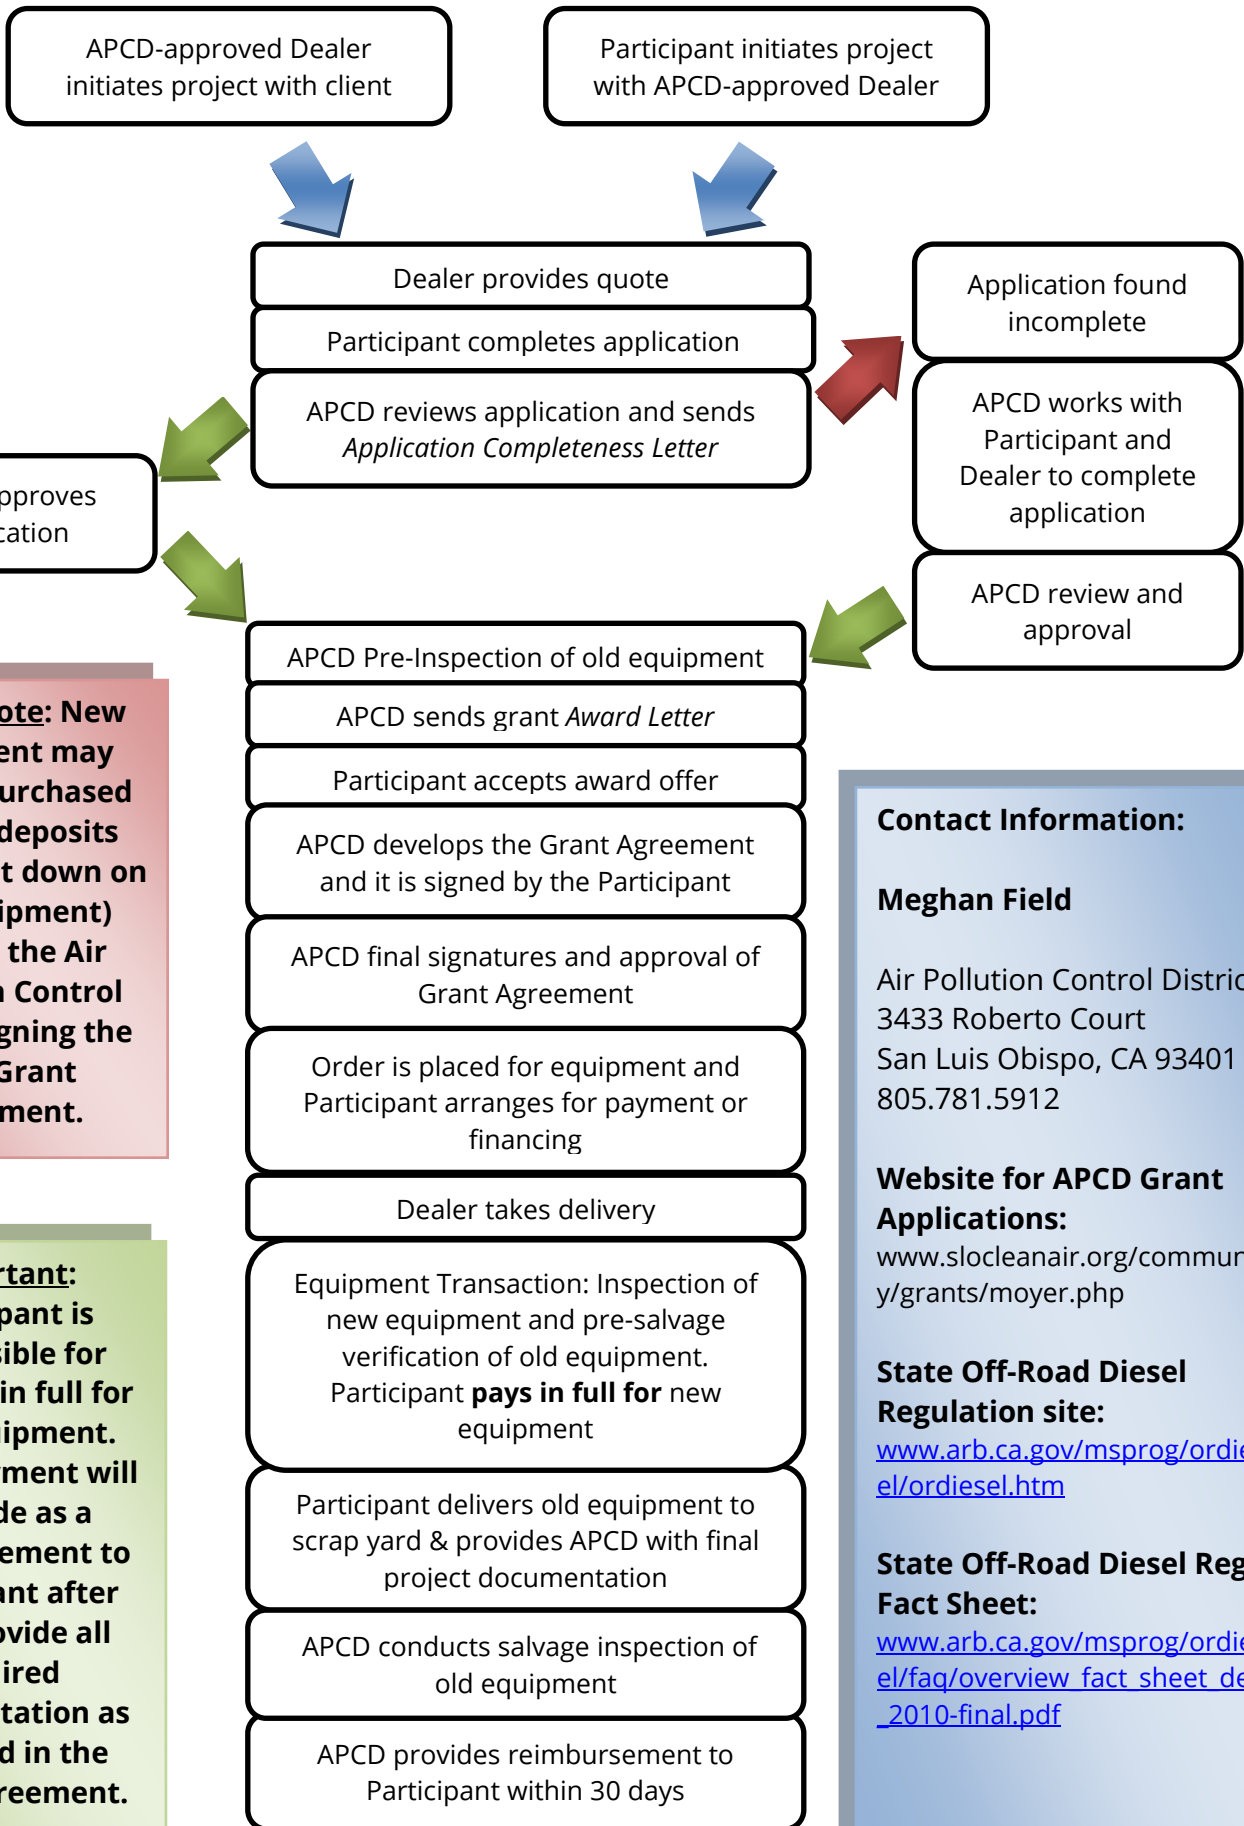 APCD-approved Dealer
initiates project with client
Participant initiates project
with APCD-approved Dealer
Dealer provides quote
Participant completes application
APCD reviews application and sends
Application Completeness Letter
Application found
incomplete
APCD works with
Participant and
Dealer to complete
application
APCD review and
approval
pproves
cation
APCD Pre-Inspection of old equipment
APCD sends grant Award Letter
Participant accepts award offer
APCD develops the Grant Agreement
and it is signed by the Participant
APCD final signatures and approval of
Grant Agreement
Order is placed for equipment and
Participant arranges for payment or
financing
Dealer takes delivery
Equipment Transaction: Inspection of
new equipment and pre-salvage
verification of old equipment.
Participant pays in full for new
equipment
Participant delivers old equipment to
scrap yard & provides APCD with final
project documentation
APCD conducts salvage inspection of
old equipment
APCD provides reimbursement to
Participant within 30 days
ote: New
ent may
urchased
deposits
t down on
ipment)
the Air
n Control
gning the
Grant
ment.
rtant:
pant is
sible for
in full for
uipment.
yment will
de as a
ement to
ant after
ovide all
ired
tation as
d in the
reement.
Contact Information:
Meghan Field
Air Pollution Control Distric
3433 Roberto Court
San Luis Obispo, CA 93401
805.781.5912
Website for APCD Grant
Applications:
www.slocleanair.org/commun
y/grants/moyer.php
State Off-Road Diesel
Regulation site:
www.arb.ca.gov/msprog/ordie
el/ordiesel.htm
State Off-Road Diesel Reg
Fact Sheet:
www.arb.ca.gov/msprog/ordie
el/faq/overview_fact_sheet_de
_2010-final.pdf